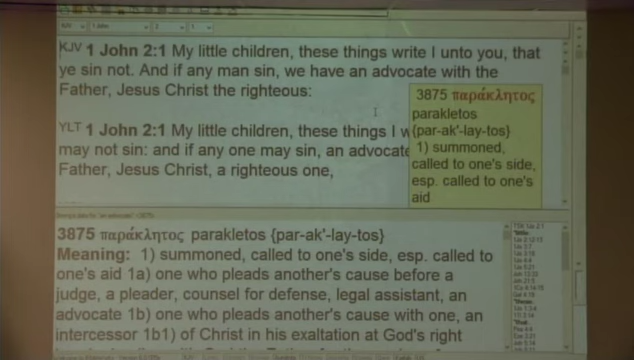 KJV 1 John 2:1 My little children, these things write I unto you, that
ye sin not. And if any man sin, we have an advocate with the
Father, Jesus Christ the righteous:
YLT 1 John 2:1 My little children, these things I
may not sin: and if any one may sin, an advocate
Father, Jesus Christ, a righteous one,
3875 παράκλητος
parakletos
{par-ak'-lay-tos}
1) summoned,
called to one's side,
esp. called to one's
aid
3875 παράκλητος parakletos {par-ak'-lay-tos}
Meaning: 1) summoned, called to one's side, esp. called to
one's aid 1a) one who pleads another's cause before a
judge, a pleader, counsel for defense, legal assistant, an
advocate 1b) one who pleads another's cause with one, an
intercessor 1b1) of Christ in his exaltation at God's right